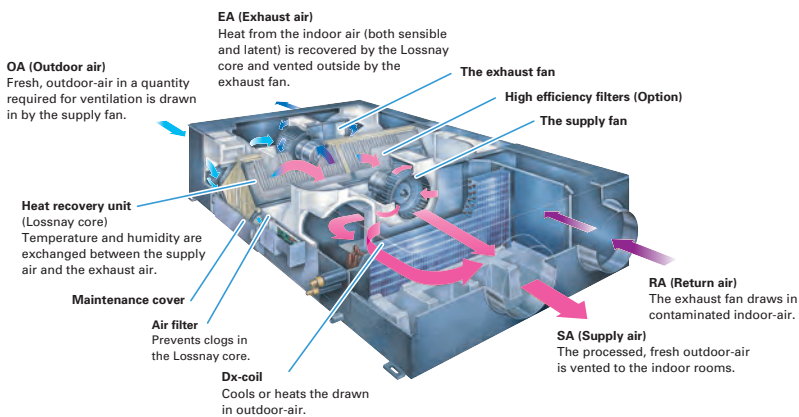 EA (Exhaust air)
Heat from the indoor air (both sensible
and latent) is recovered by the Lossnay
core and vented outside by the
exhaust fan.
OA (Outdoor air)
Fresh, outdoor-air in a quantity
required for ventilation is drawn
in by the supply fan.
The exhaust fan
High efficiency filters (Option)
The supply fan
Heat recovery unit
(Lossnay core)
Temperature and humidity are
exchanged between the supply
air and the exhaust air.
Maintenance cover
Air filter
Prevents clogs in
the Lossnay core.
Dx-coil
Cools or heats the drawn
in outdoor-air.
RA (Return air)
The exhaust fan draws in
contaminated indoor-air.
SA (Supply air)
The processed, fresh outdoor-air
is vented to the indoor rooms.